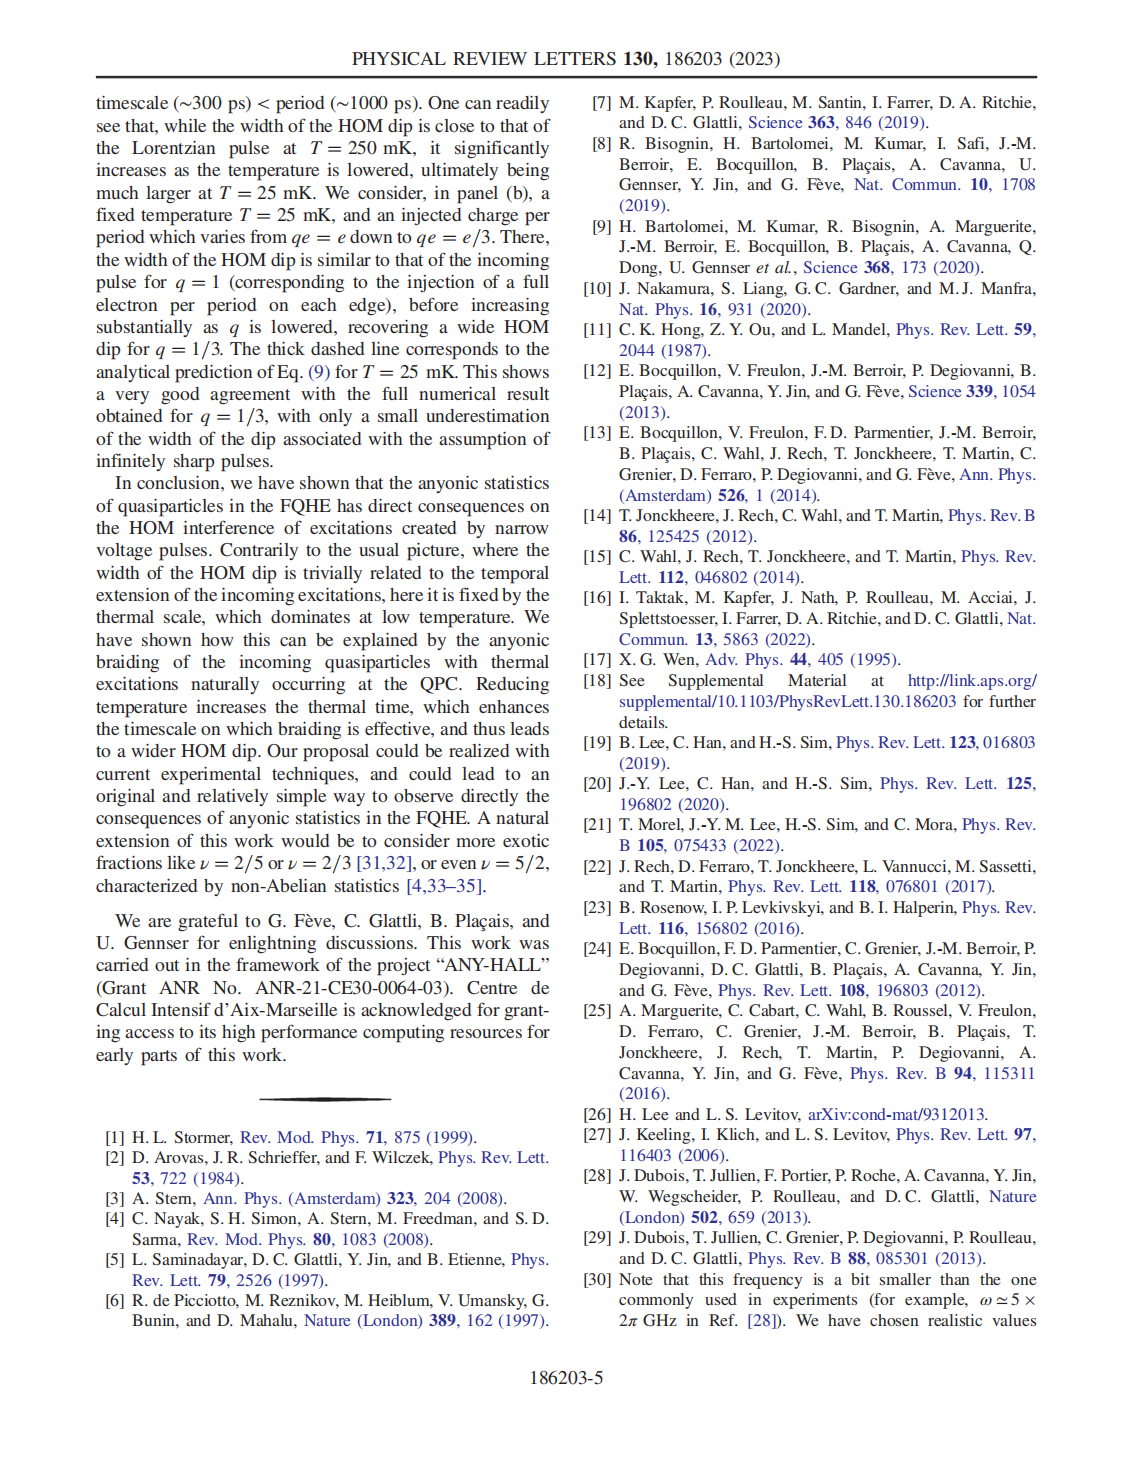 PHYSICAL REVIEW LETTERS 130, 186203 (2023)
timescale (∼300 ps) < period (∼1000 ps). One can readily
see that, while the width of the HOM dip is close to that of
the Lorentzian pulse at T = 250 mK, it significantly
increases as the temperature is lowered, ultimately being
much larger at T = 25 mK. We consider, in panel (b), a
fixed temperature T = 25 mK, and an injected charge per
period which varies from qe = e down to qe = e/3. There,
the width of the HOM dip is similar to that of the incoming
pulse for q = 1 (corresponding to the injection of a full
electron per period on each edge), before increasing
substantially as q is lowered, recovering a wide HOM
dip for q = 1/3. The thick dashed line corresponds to the
analytical prediction of Eq. (9) for T = 25 mK. This shows
a very good agreement with the full numerical result
obtained for q = 1/3, with only a small underestimation
of the width of the dip associated with the assumption of
infinitely sharp pulses.
In conclusion, we have shown that the anyonic statistics
of quasiparticles in the FQHE has direct consequences on
the HOM interference of excitations created by narrow
voltage pulses. Contrarily to the usual picture, where the
width of the HOM dip is trivially related to the temporal
extension of the incoming excitations, here it is fixed by the
thermal scale, which dominates at low temperature. We
have shown how this can be explained by the anyonic
braiding of the incoming quasiparticles with thermal
excitations naturally occurring at the QPC. Reducing
temperature increases the thermal time, which enhances
the timescale on which braiding is effective, and thus leads
to a wider HOM dip. Our proposal could be realized with
current experimental techniques, and could lead to an
original and relatively simple way to observe directly the
consequences of anyonic statistics in the FQHE. A natural
extension of this work would be to consider more exotic
fractions like ν = 2/5 or ν = 2/3 [31,32], or even ν = 5/2,
characterized by non-Abelian statistics [4,33–35].
We are grateful to G. Fève, C. Glattli, B. Plaçais, and
U. Gennser for enlightning discussions. This work was
carried out in the framework of the project “ANY-HALL”
(Grant ANR No. ANR-21-CE30-0064-03). Centre de
Calcul Intensif d’Aix-Marseille is acknowledged for grant-
ing access to its high performance computing resources for
early parts of this work.
[1] H. L. Stormer, Rev. Mod. Phys. 71, 875 (1999).
[2] D. Arovas, J. R. Schrieffer, and F. Wilczek, Phys. Rev. Lett.
53, 722 (1984).
[3] A. Stern, Ann. Phys. (Amsterdam) 323, 204 (2008).
[4] C. Nayak, S. H. Simon, A. Stern, M. Freedman, and S. D.
Sarma, Rev. Mod. Phys. 80, 1083 (2008).
[5] L. Saminadayar, D. C. Glattli, Y. Jin, and B. Etienne, Phys.
Rev. Lett. 79, 2526 (1997).
[6] R. de Picciotto, M. Reznikov, M. Heiblum, V. Umansky, G.
Bunin, and D. Mahalu, Nature (London) 389, 162 (1997).
[7] M. Kapfer, P. Roulleau, M. Santin, I. Farrer, D. A. Ritchie,
and D. C. Glattli, Science 363, 846 (2019).
[8] R. Bisognin, H. Bartolomei, M. Kumar, I. Safi, J.-M.
Berroir, E. Bocquillon, B. Plaçais, A. Cavanna, U.
Gennser, Y. Jin, and G. Fève, Nat. Commun. 10, 1708
(2019).
[9] H. Bartolomei, M. Kumar, R. Bisognin, A. Marguerite,
J.-M. Berroir, E. Bocquillon, B. Plaçais, A. Cavanna, Q.
Dong, U. Gennser et al., Science 368, 173 (2020).
[10] J. Nakamura, S. Liang, G. C. Gardner, and M. J. Manfra,
Nat. Phys. 16, 931 (2020).
[11] C. K. Hong, Z. Y. Ou, and L. Mandel, Phys. Rev. Lett. 59,
2044 (1987).
[12] E. Bocquillon, V. Freulon, J.-M. Berroir, P. Degiovanni, B.
Plaçais, A. Cavanna, Y. Jin, and G. Fève, Science 339, 1054
(2013).
[13] E. Bocquillon, V. Freulon, F. D. Parmentier, J.-M. Berroir,
B. Plaçais, C. Wahl, J. Rech, T. Jonckheere, T. Martin, C.
Grenier, D. Ferraro, P. Degiovanni, and G. Fève, Ann. Phys.
(Amsterdam) 526, 1 (2014).
[14] T. Jonckheere, J. Rech, C. Wahl, and T. Martin, Phys. Rev. B
86, 125425 (2012).
[15] C. Wahl, J. Rech, T. Jonckheere, and T. Martin, Phys. Rev.
Lett. 112, 046802 (2014).
[16] I. Taktak, M. Kapfer, J. Nath, P. Roulleau, M. Acciai, J.
Splettstoesser, I. Farrer, D. A. Ritchie, and D. C. Glattli, Nat.
Commun. 13, 5863 (2022).
[17] X. G. Wen, Adv. Phys. 44, 405 (1995).
[18] See Supplemental Material at http://link.aps.org/
supplemental/10.1103/PhysRevLett.130.186203 for further
details.
[19] B. Lee, C. Han, and H.-S. Sim, Phys. Rev. Lett. 123, 016803
(2019).
[20] J.-Y. Lee, C. Han, and H.-S. Sim, Phys. Rev. Lett. 125,
196802 (2020).
[21] T. Morel, J.-Y. M. Lee, H.-S. Sim, and C. Mora, Phys. Rev.
B 105, 075433 (2022).
[22] J. Rech, D. Ferraro, T. Jonckheere, L. Vannucci, M. Sassetti,
and T. Martin, Phys. Rev. Lett. 118, 076801 (2017).
[23] B. Rosenow, I. P. Levkivskyi, and B. I. Halperin, Phys. Rev.
Lett. 116, 156802 (2016).
[24] E. Bocquillon, F. D. Parmentier, C. Grenier, J.-M. Berroir, P.
Degiovanni, D. C. Glattli, B. Plaçais, A. Cavanna, Y. Jin,
and G. Fève, Phys. Rev. Lett. 108, 196803 (2012).
[25] A. Marguerite, C. Cabart, C. Wahl, B. Roussel, V. Freulon,
D. Ferraro, C. Grenier, J.-M. Berroir, B. Plaçais, T.
Jonckheere, J. Rech, T. Martin, P. Degiovanni, A.
Cavanna, Y. Jin, and G. Fève, Phys. Rev. B 94, 115311
(2016).
[26] H. Lee and L. S. Levitov, arXiv:cond-mat/9312013.
[27] J. Keeling, I. Klich, and L. S. Levitov, Phys. Rev. Lett. 97,
116403 (2006).
[28] J. Dubois, T. Jullien, F. Portier, P. Roche, A. Cavanna, Y. Jin,
W. Wegscheider, P. Roulleau, and D. C. Glattli, Nature
(London) 502, 659 (2013).
[29] J. Dubois, T. Jullien, C. Grenier, P. Degiovanni, P. Roulleau,
and D. C. Glattli, Phys. Rev. B 88, 085301 (2013).
[30] Note that this frequency is a bit smaller than the one
commonly used in experiments (for example, ω ≃ 5 ×
2π GHz in Ref. [28]). We have chosen realistic values
186203-5